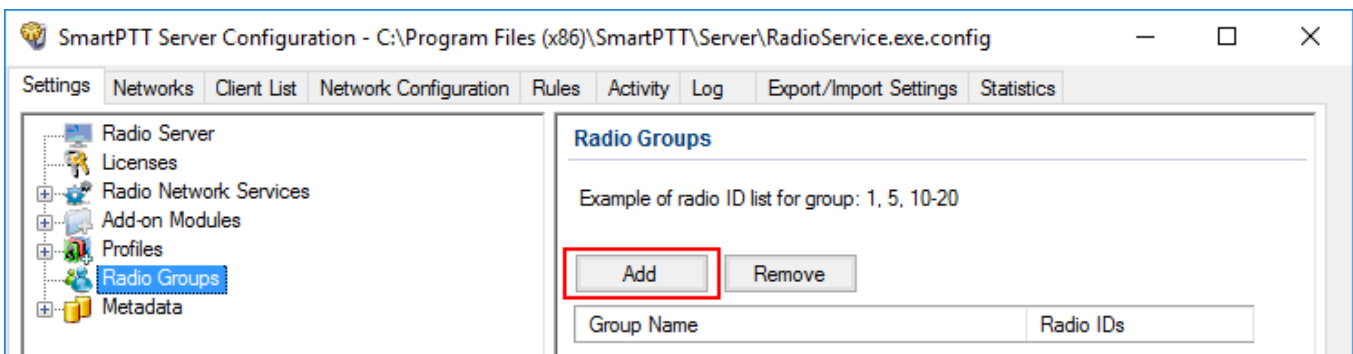 SmartPTT Server Configuration - C:\Program Files (x86)\SmartPTT\Server\RadioService.exe.config
Settings Networks Client List Network Configuration Rules Activity Log Export/Import Settings Statistics
Radio Server
Licenses
Radio Network Services
Add-on Modules
Profiles
Radio Groups
Metadata
Radio Groups
Example of radio ID list for group: 1, 5, 10-20
Add Remove
Group Name Radio IDs